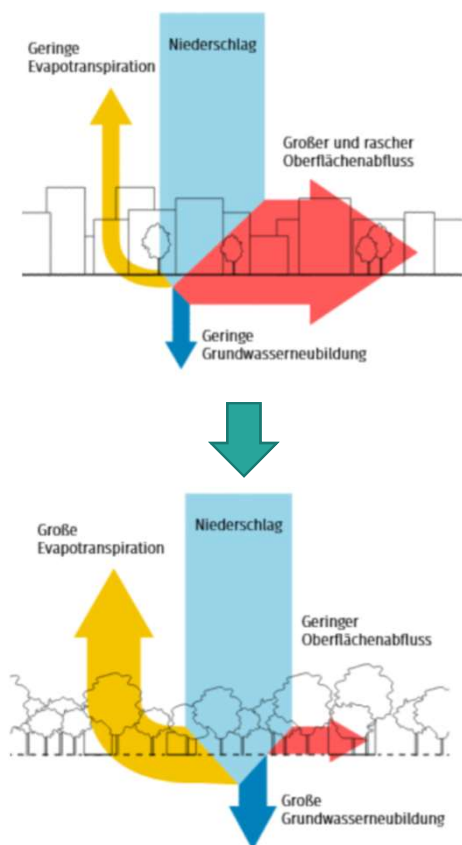 Geringe
Evapotranspiration
Niederschlag
Großer und rascher
Oberflächenabfluss
Geringe
Grundwasserneubildung
Große
Evapotranspiration
Niederschlag
Geringer
Oberflächenabfluss
Große
Grundwasserneubildung